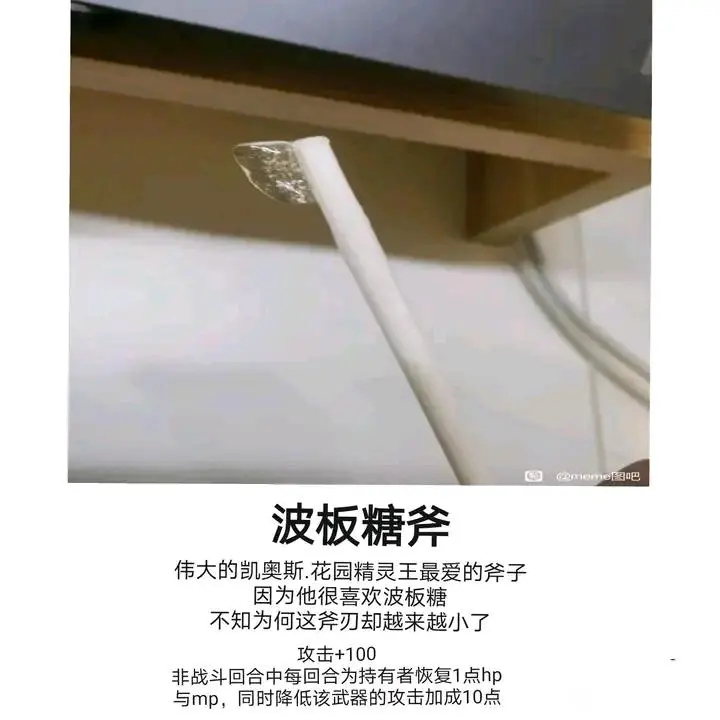 @meme图吧
波板糖斧
伟大的凯奥斯.花园精灵王最爱的斧子
因为他很喜欢波板糖
不知为何这斧刃却越来越小了
攻击+100
非战斗回合中每回合为持有者恢复1点hp
与mp，同时降低该武器的攻击加成10点